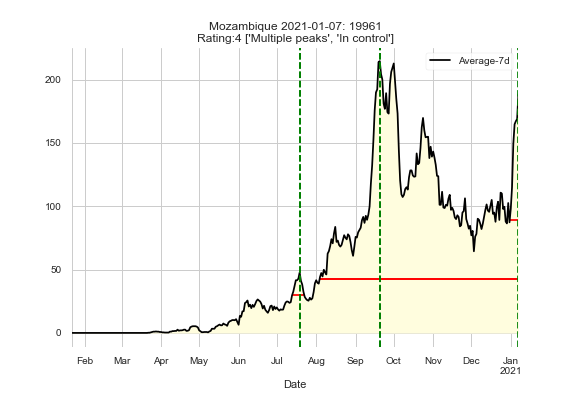 Mozambique 2021-01-07: 19961
Rating:4 ['Multiple peaks', 'In control']
Average-7d
200
150
100
50
0
Feb Mar Apr May Jun Jul Aug Sep Oct Nov Dec Jan
2021
Date